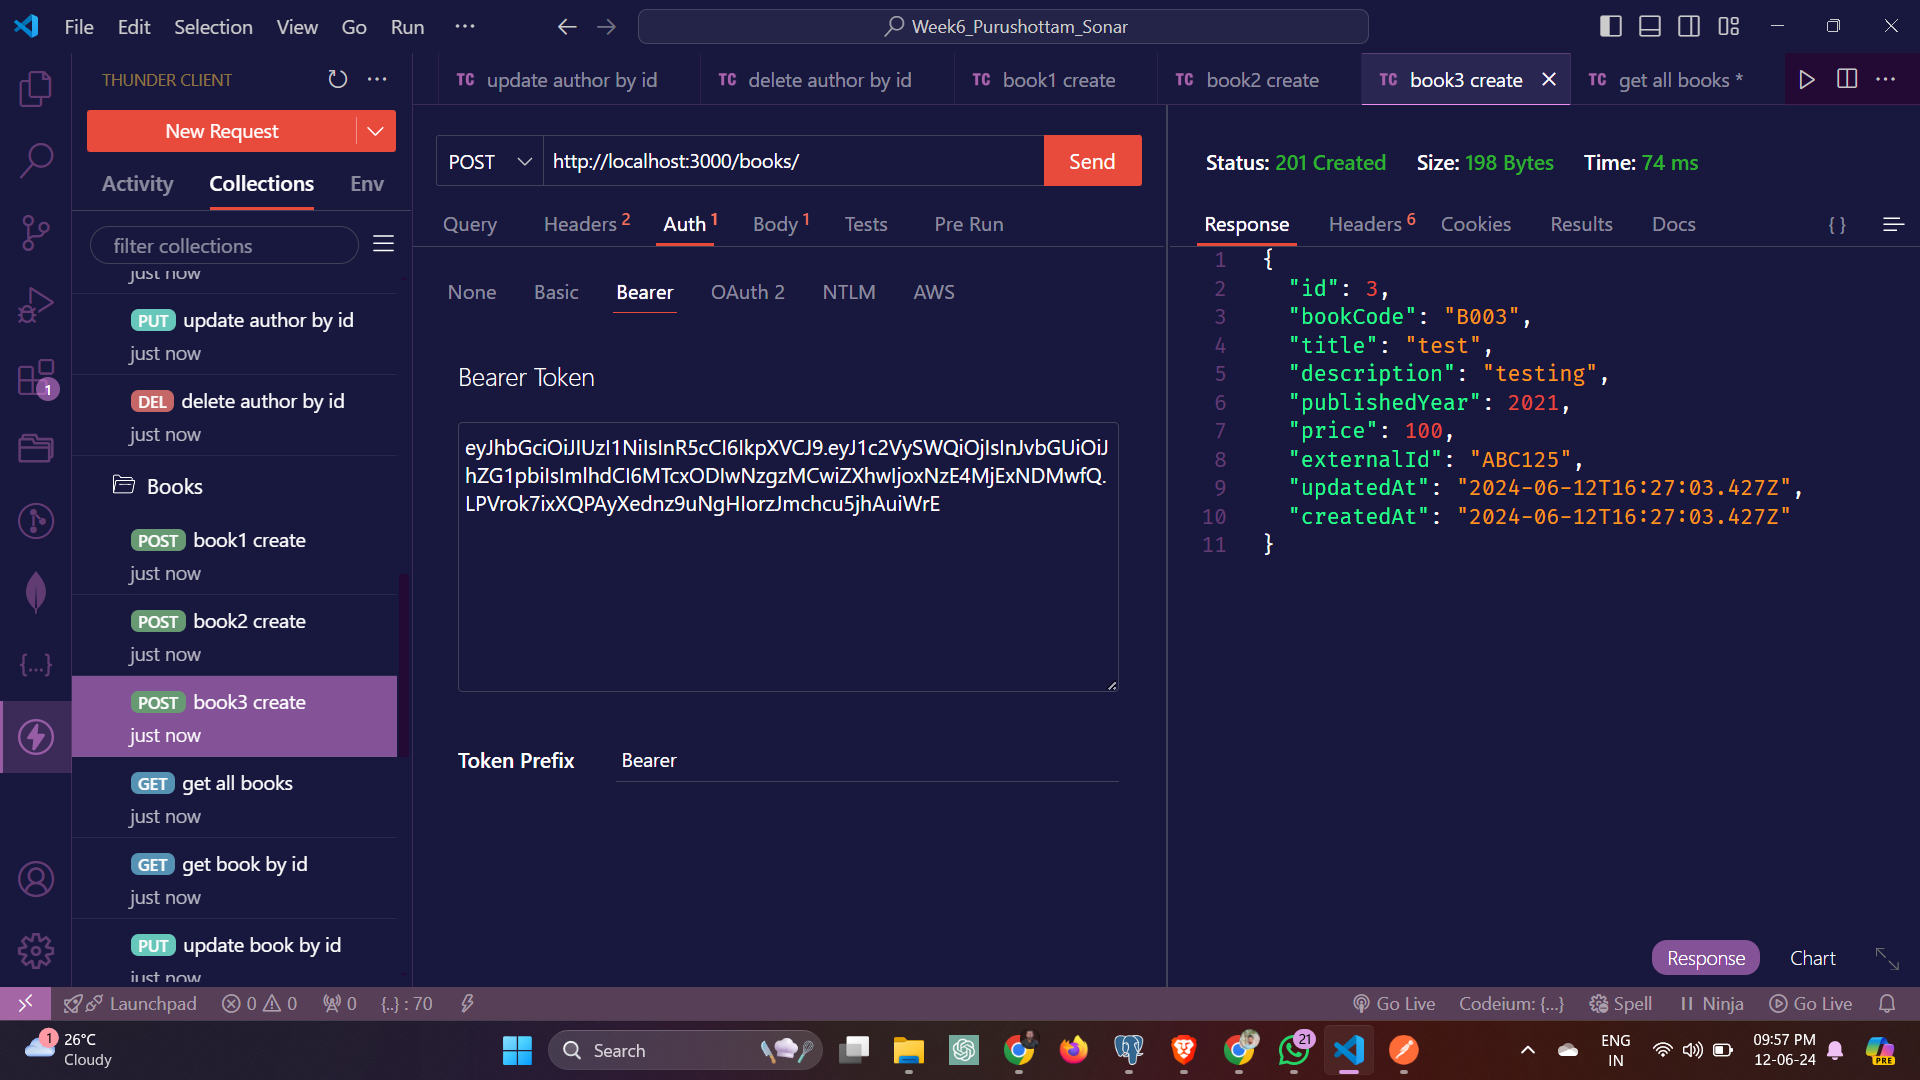 File Edit Selection View Go Run ···
Week6_Purushottam_Sonar
THUNDER CLIENT
New Request
Activity Collections Env
filter collections
just now
PUT update author by id
just now
DEL delete author by id
just now
Books
POST book1 create
just now
POST book2 create
just now
POST book3 create
just now
GET get all books
just now
GET get book by id
just now
PUT update book by id
just now
1
TC update author by id
TC delete author by id
TC book1 create
TC book2 create
TC book3 create
TC get all books *
POST http://localhost:3000/books/ Send
Query Headers 2 Auth 1 Body 1 Tests Pre Run
None Basic Bearer OAuth 2 NTLM AWS
Bearer Token
Token Prefix Bearer
Status: 201 Created Size: 198 Bytes Time: 74 ms
Response Headers 6 Cookies Results Docs { }
1 {
2 "id": 3,
3 "bookCode": "B003",
4 "title": "test",
5 "description": "testing",
6 "publishedYear": 2021,
7 "price": 100,
8 "externalId": "ABC125",
9 "updatedAt": "2024-06-12T16:27:03.427Z",
10 "createdAt": "2024-06-12T16:27:03.427Z"
11 }
Response Chart
Launchpad 0 0 0 {..} : 70
Go Live Codeium: {...} Spell Ninja Go Live
1 26°C
Cloudy
Search
21
ENG
IN
09:57 PM
12-06-24
PRE